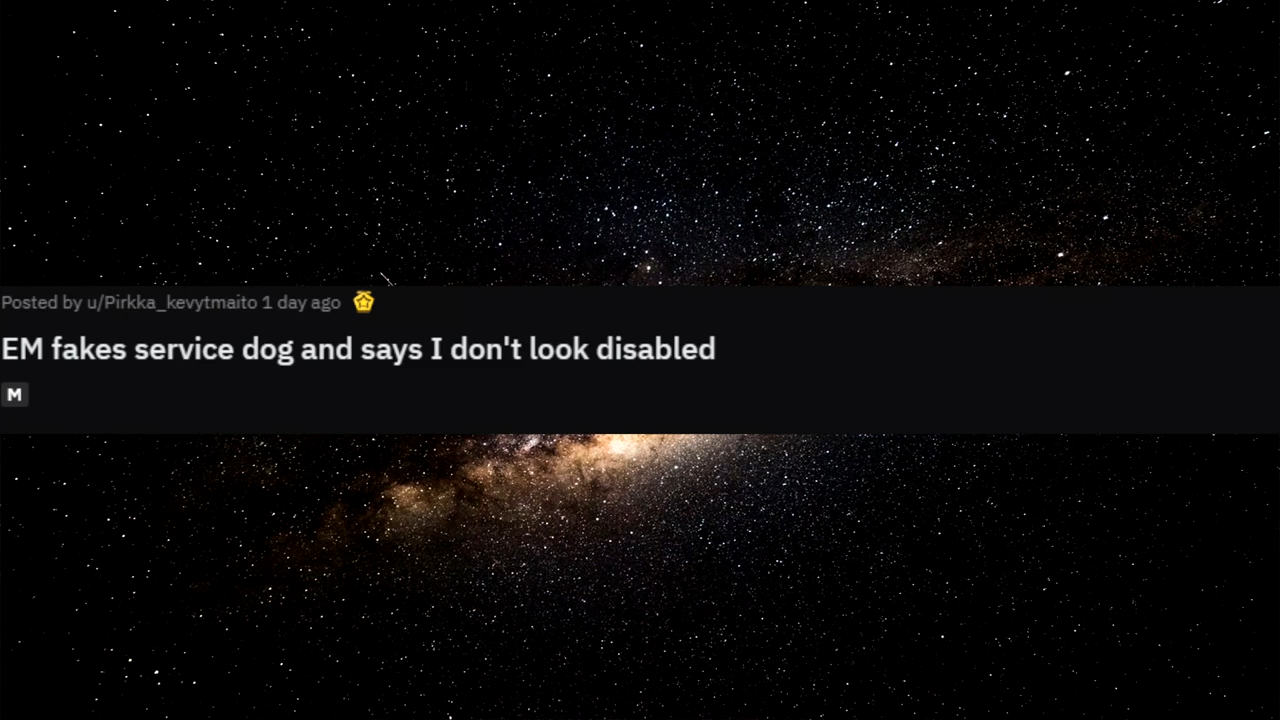 Posted by u/Pirkka_kevytmaito 1 day ago
EM fakes service dog and says I don't look disabled
M